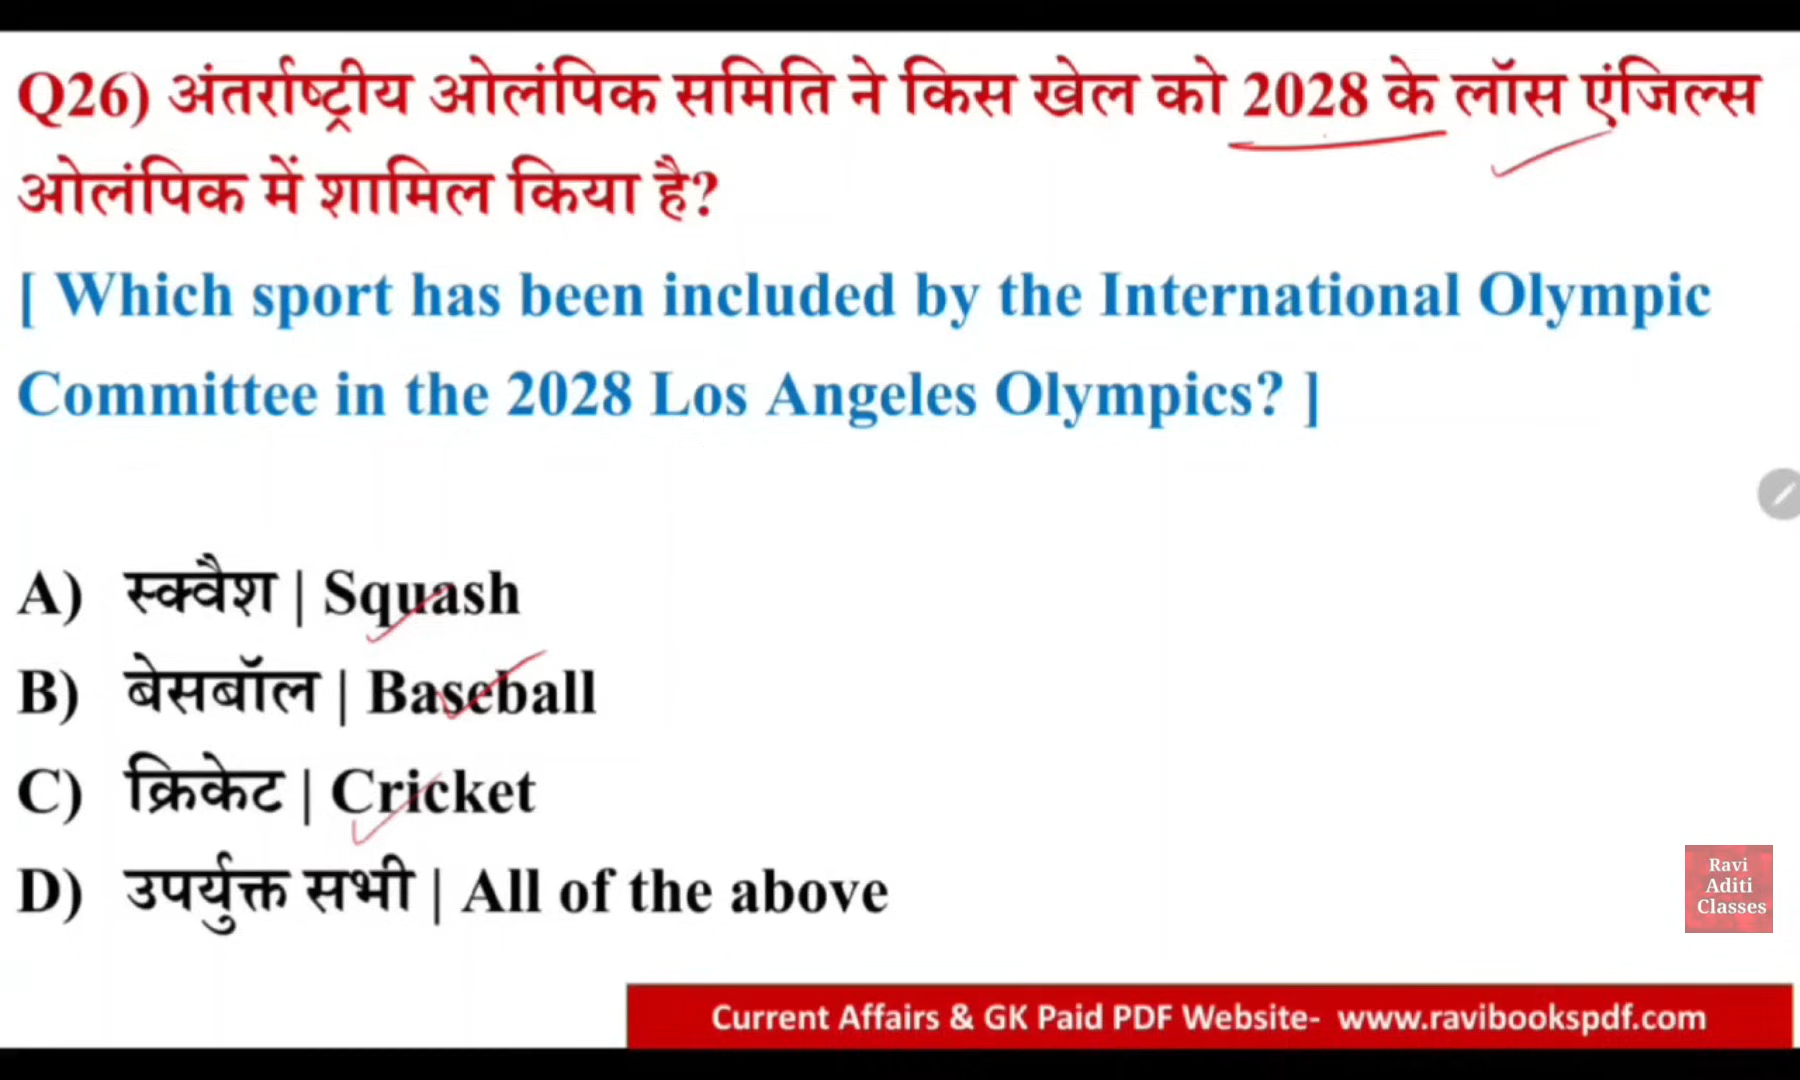 Q26) अंतर्राष्ट्रीय ओलंपिक समिति ने किस खेल को 2028 के लॉस एंजिल्स
ओलंपिक में शामिल किया है?
[ Which sport has been included by the International Olympic
Committee in the 2028 Los Angeles Olympics? ]
A) स्क्वैश | Squash
B) बेसबॉल | Baseball
C) क्रिकेट | Cricket
D) उपर्युक्त सभी | All of the above
Ravi
Aditi
Classes
Current Affairs & GK Paid PDF Website- www.ravibookspdf.com